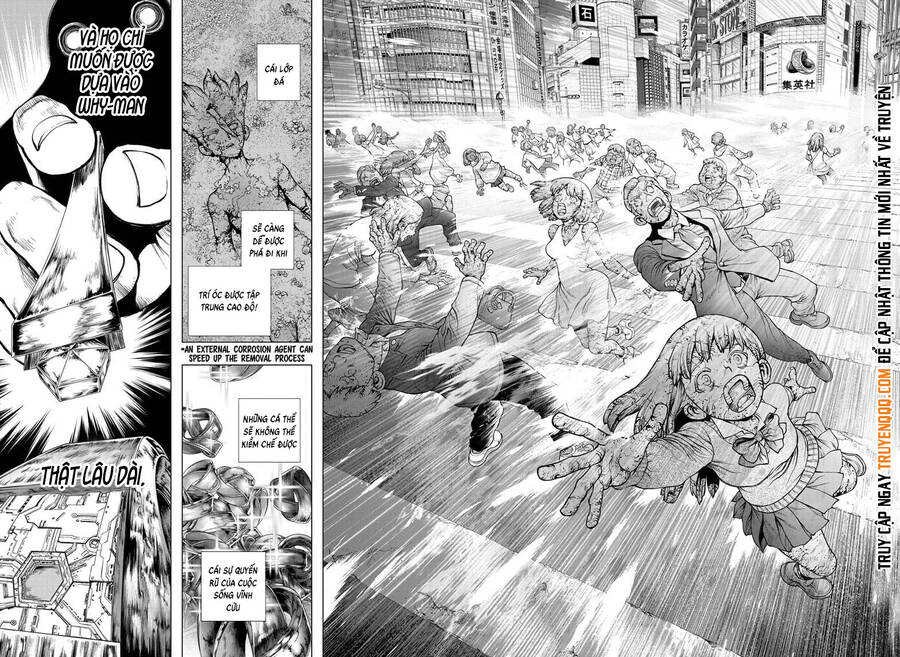 CÁI LỚP
ĐÁ
SẼ CÀNG
DỄ ĐƯỢC
PHÁ ĐI KHI
TRÍ ÓC ĐƯỢC TẬP
TRUNG CAO ĐỘ!
*AN EXTERNAL CORROSION AGENT CAN
SPEED UP THE REMOVAL PROCESS
NHỮNG CÁ THỂ
SẼ KHÔNG THỂ
KIỀM CHẾ ĐƯỢC
CÁI SỰ QUYẾN
RŨ CỦA CUỘC
SỐNG VĨNH
CỬU
VÀ HỌ CHỈ
MUỐN ĐƯỢC
DỰA VÀO
WHY-MAN
THẬT LÂU DÀI,
石
STONE
集英社
TRUY CẬP NGAY TRUYENQQQ.COM ĐỂ CẬP NHẬT THÔNG TIN MỚI NHẤT VỀ TRUYỆN